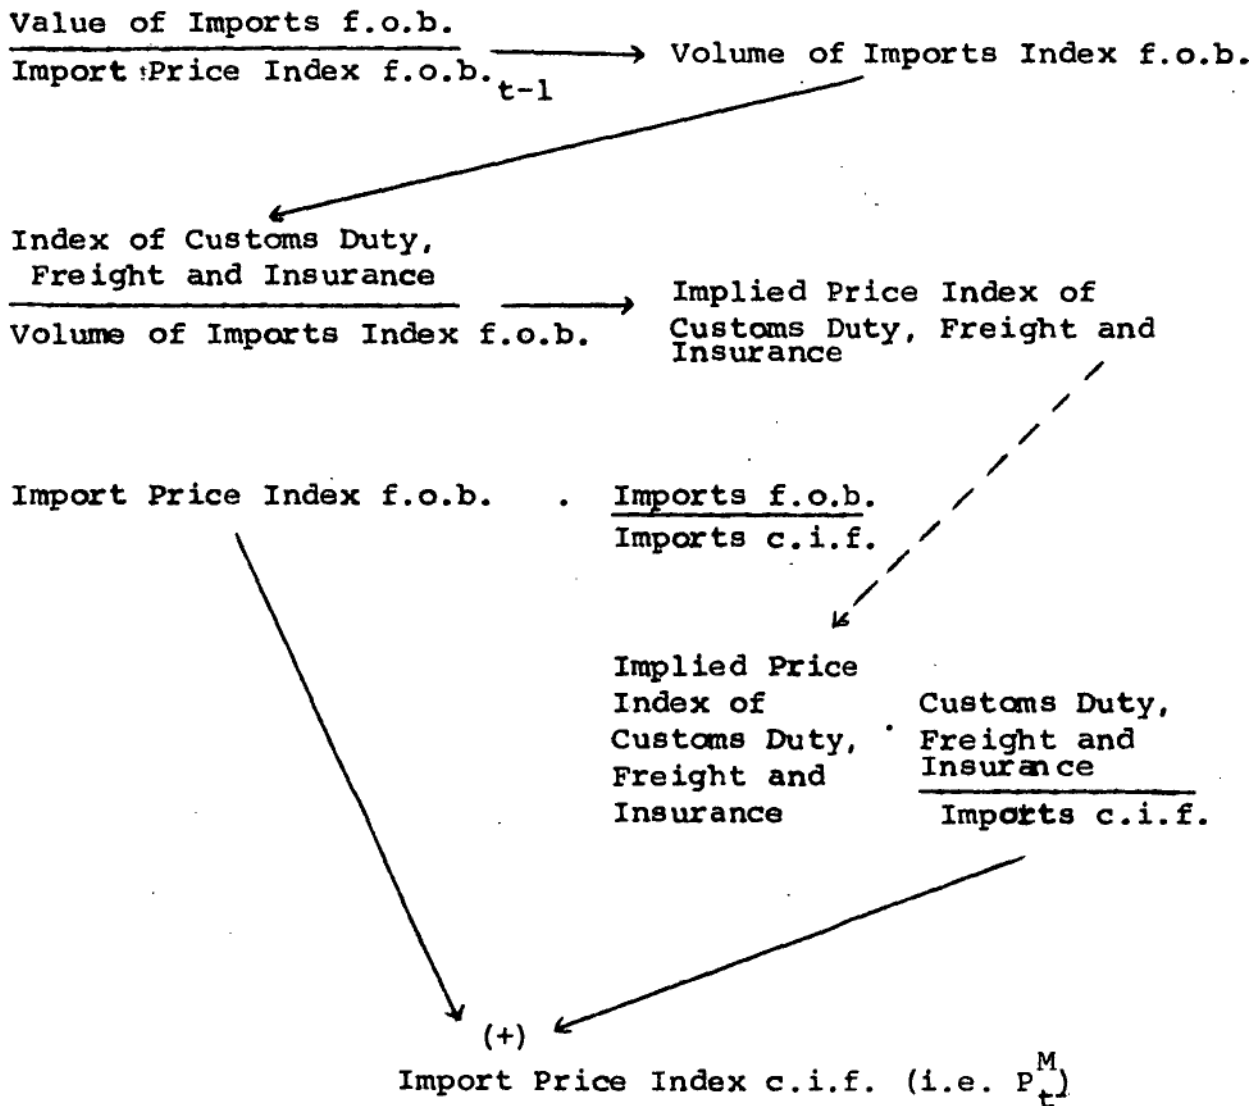 Value of Imports f.o.b.
Import Price Index f.o.b. t-1
Volume of Imports Index f.o.b.
Index of Customs Duty,
Freight and Insurance
Volume of Imports Index f.o.b.
Implied Price Index of
Customs Duty, Freight and
Insurance
Import Price Index f.o.b. . Imports f.o.b.
Imports c.i.f.
Implied Price
Index of
Customs Duty,
Freight and
Insurance
. Customs Duty,
Freight and
Insurance
Imports c.i.f.
(+)
Import Price Index c.i.f. (i.e. P^M_t)